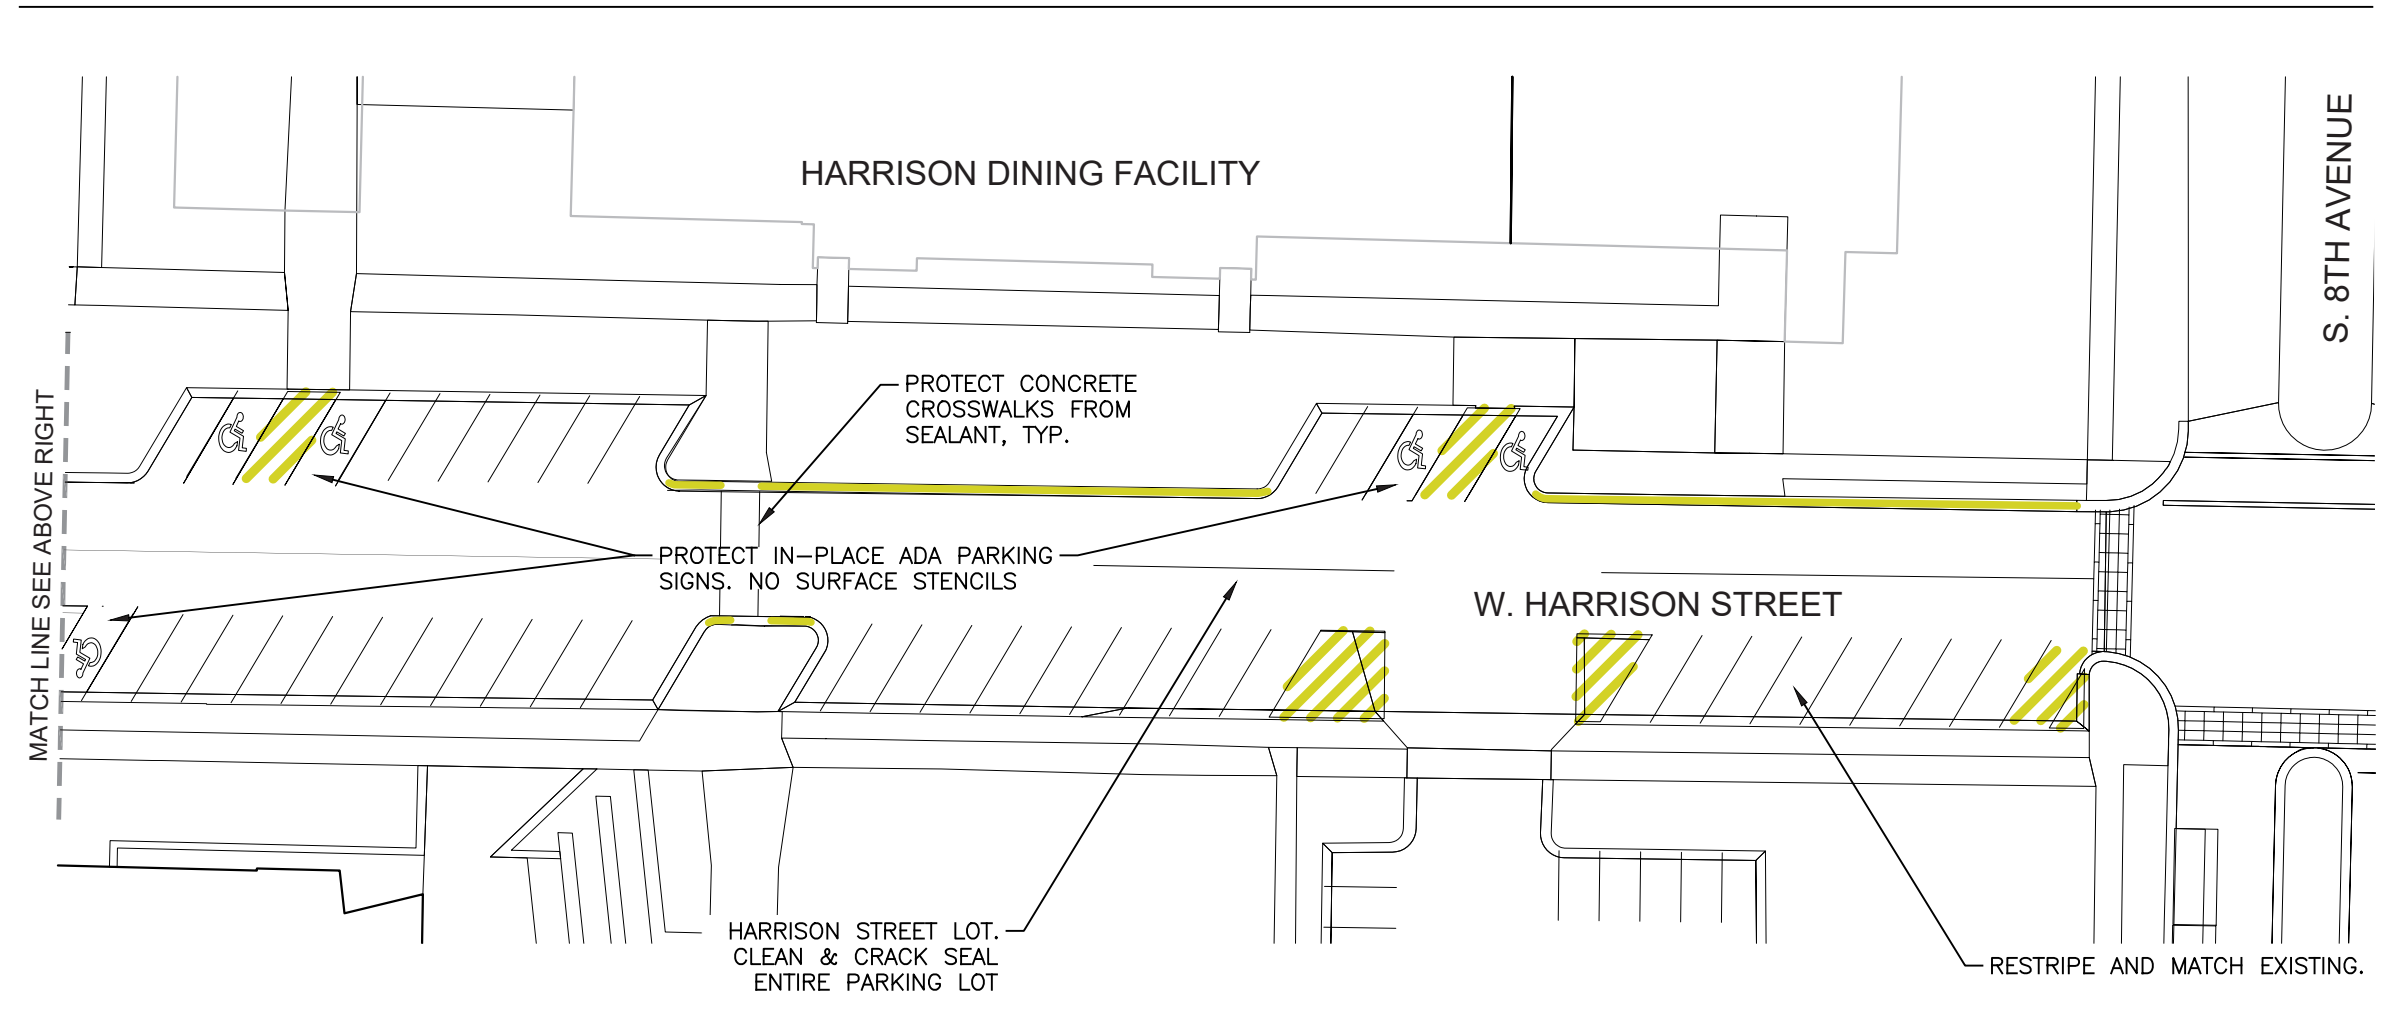 HARRISON DINING FACILITY
S. 8TH AVENUE
PROTECT CONCRETE
CROSSWALKS FROM
SEALANT, TYP.
MATCH LINE SEE ABOVE RIGHT
PROTECT IN-PLACE ADA PARKING
SIGNS. NO SURFACE STENCILS
W. HARRISON STREET
HARRISON STREET LOT.
CLEAN & CRACK SEAL
ENTIRE PARKING LOT
RESTRIPE AND MATCH EXISTING.